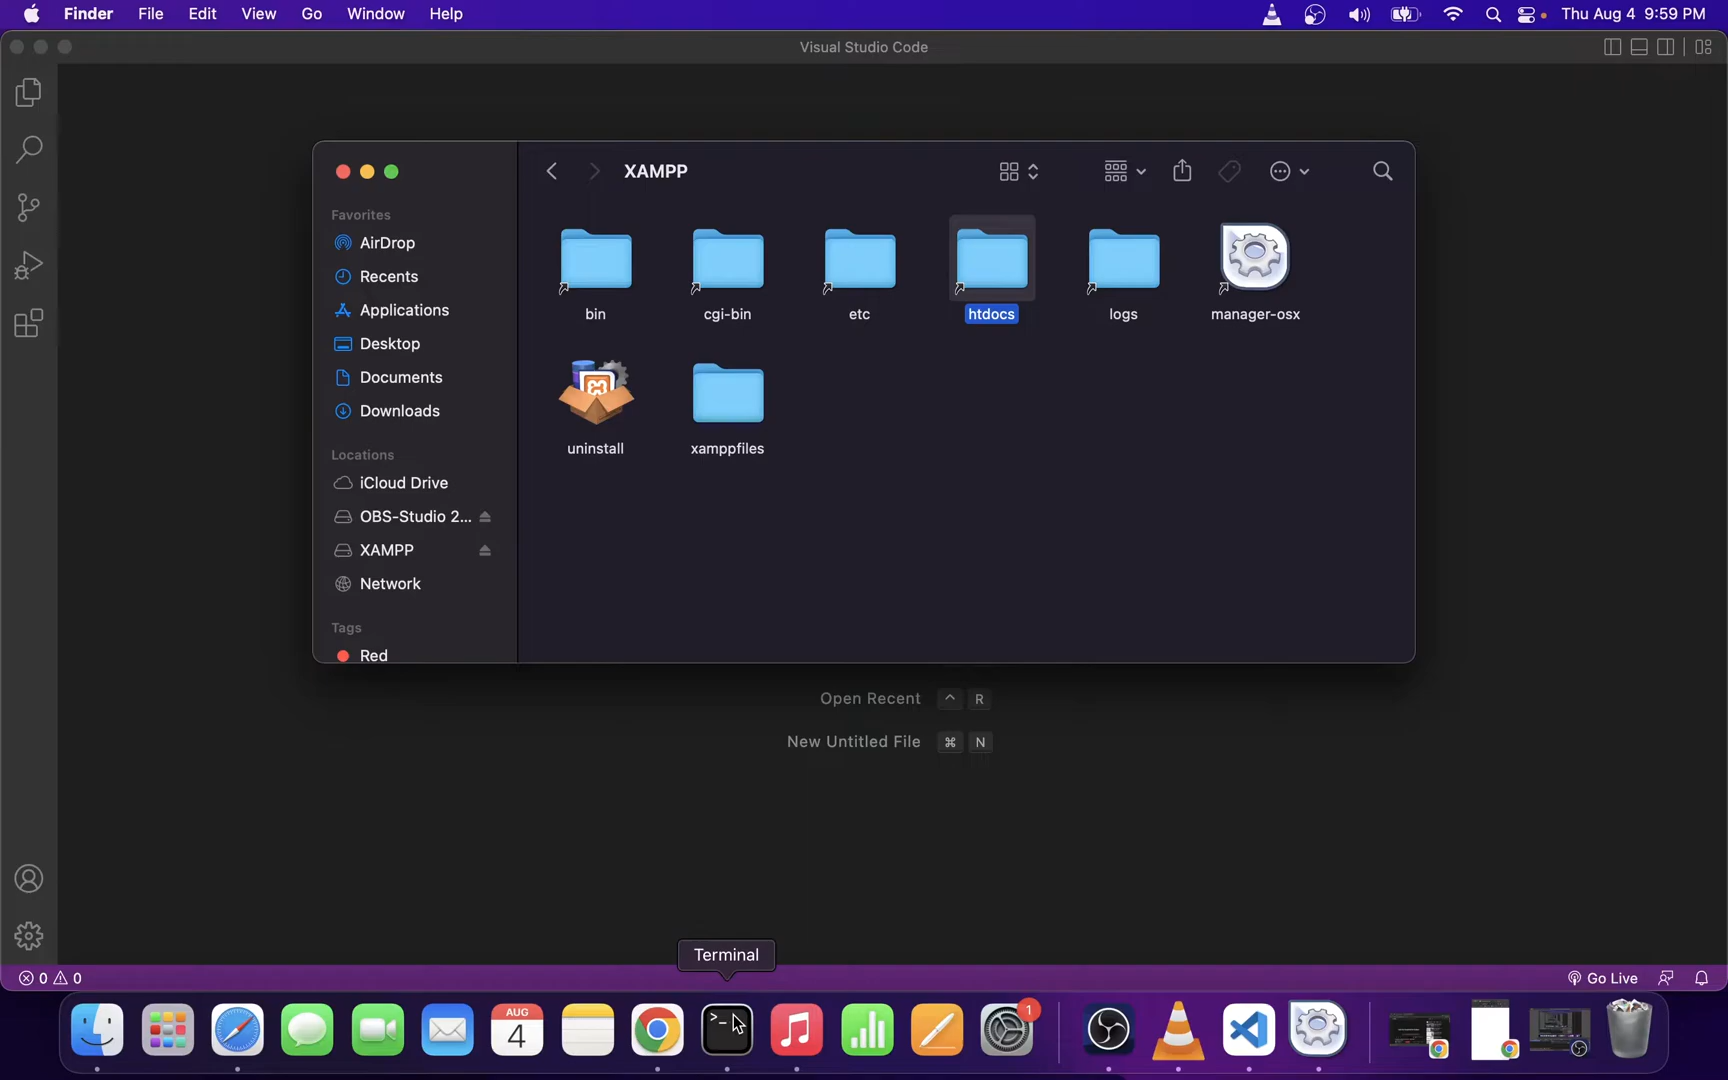 Finder File Edit View Go Window Help Thu Aug 4 9:59 PM
Visual Studio Code
XAMPP
Favorites
AirDrop
Recents
Applications
Desktop
Documents
Downloads
Locations
iCloud Drive
OBS-Studio 2...
XAMPP
Network
Tags
Red
bin cgi-bin etc htdocs logs manager-osx
uninstall xamppfiles
Open Recent ^ R
New Untitled File ⌘ N
Terminal
0 0 Go Live
AUG
4
>_
1